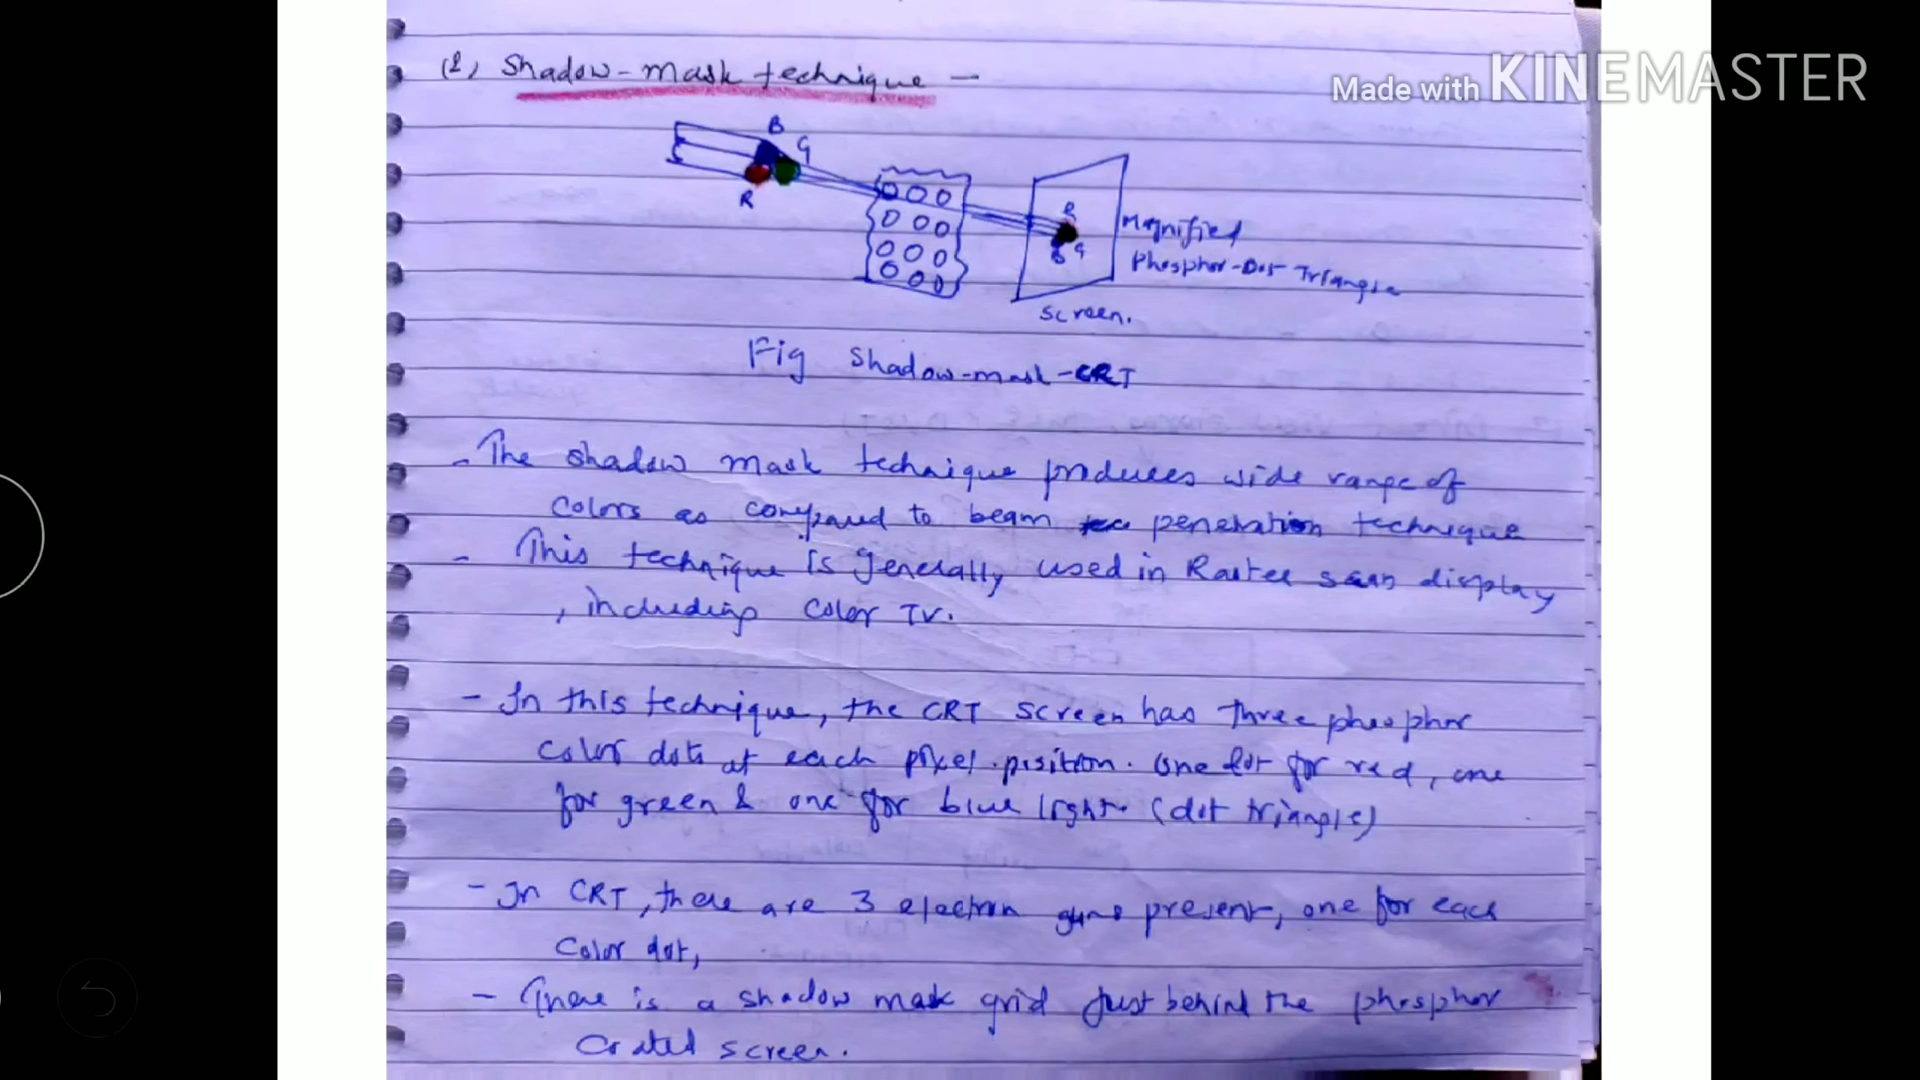 (2) Shadow-mask technique -
Made with KINEMASTER
B
G
R
R
B G
Magnified
Phosphor-Dot Triangle
screen.
Fig Shadow-mask-CRT
- The shadow mask technique produces wide range of
colors as compared to beam penetration technique
- This technique is generally used in Raster scan display
, including color TV.
- In this technique, the CRT screen has three phosphor
color dots at each pixel position. One dot for red, one
for green & one for blue light. (dot triangle)
- In CRT, there are 3 electron guns present, one for each
color dot,
- There is a shadow mask grid Just behind the phosphor
coated screen.